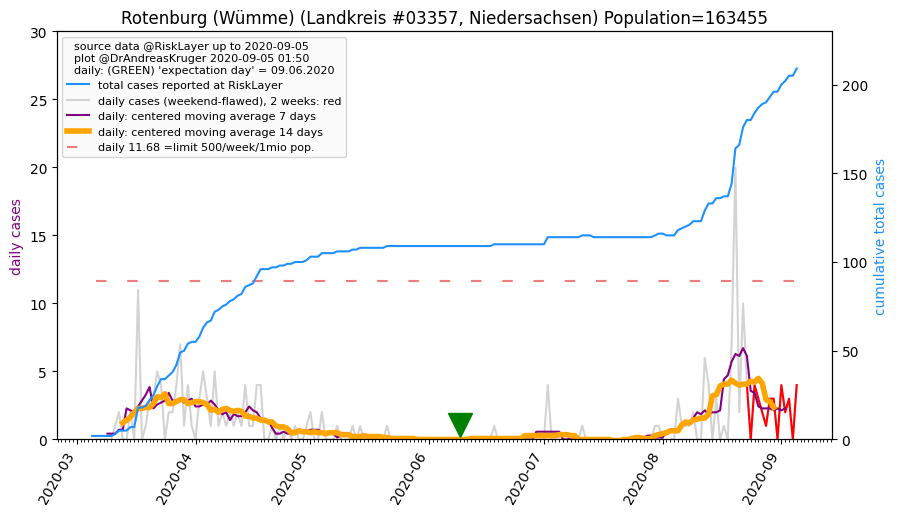 Rotenburg (Wümme) (Landkreis #03357, Niedersachsen) Population=163455
source data @RiskLayer up to 2020-09-05
plot @DrAndreasKruger 2020-09-05 01:50
daily: (GREEN) 'expectation day' = 09.06.2020
total cases reported at RiskLayer
daily cases (weekend-flawed), 2 weeks: red
daily: centered moving average 7 days
daily: centered moving average 14 days
daily 11.68 =limit 500/week/1mio pop.
daily cases
30
25
20
15
10
5
0
cumulative total cases
200
150
100
50
0
2020-03
2020-04
2020-05
2020-06
2020-07
2020-08
2020-09